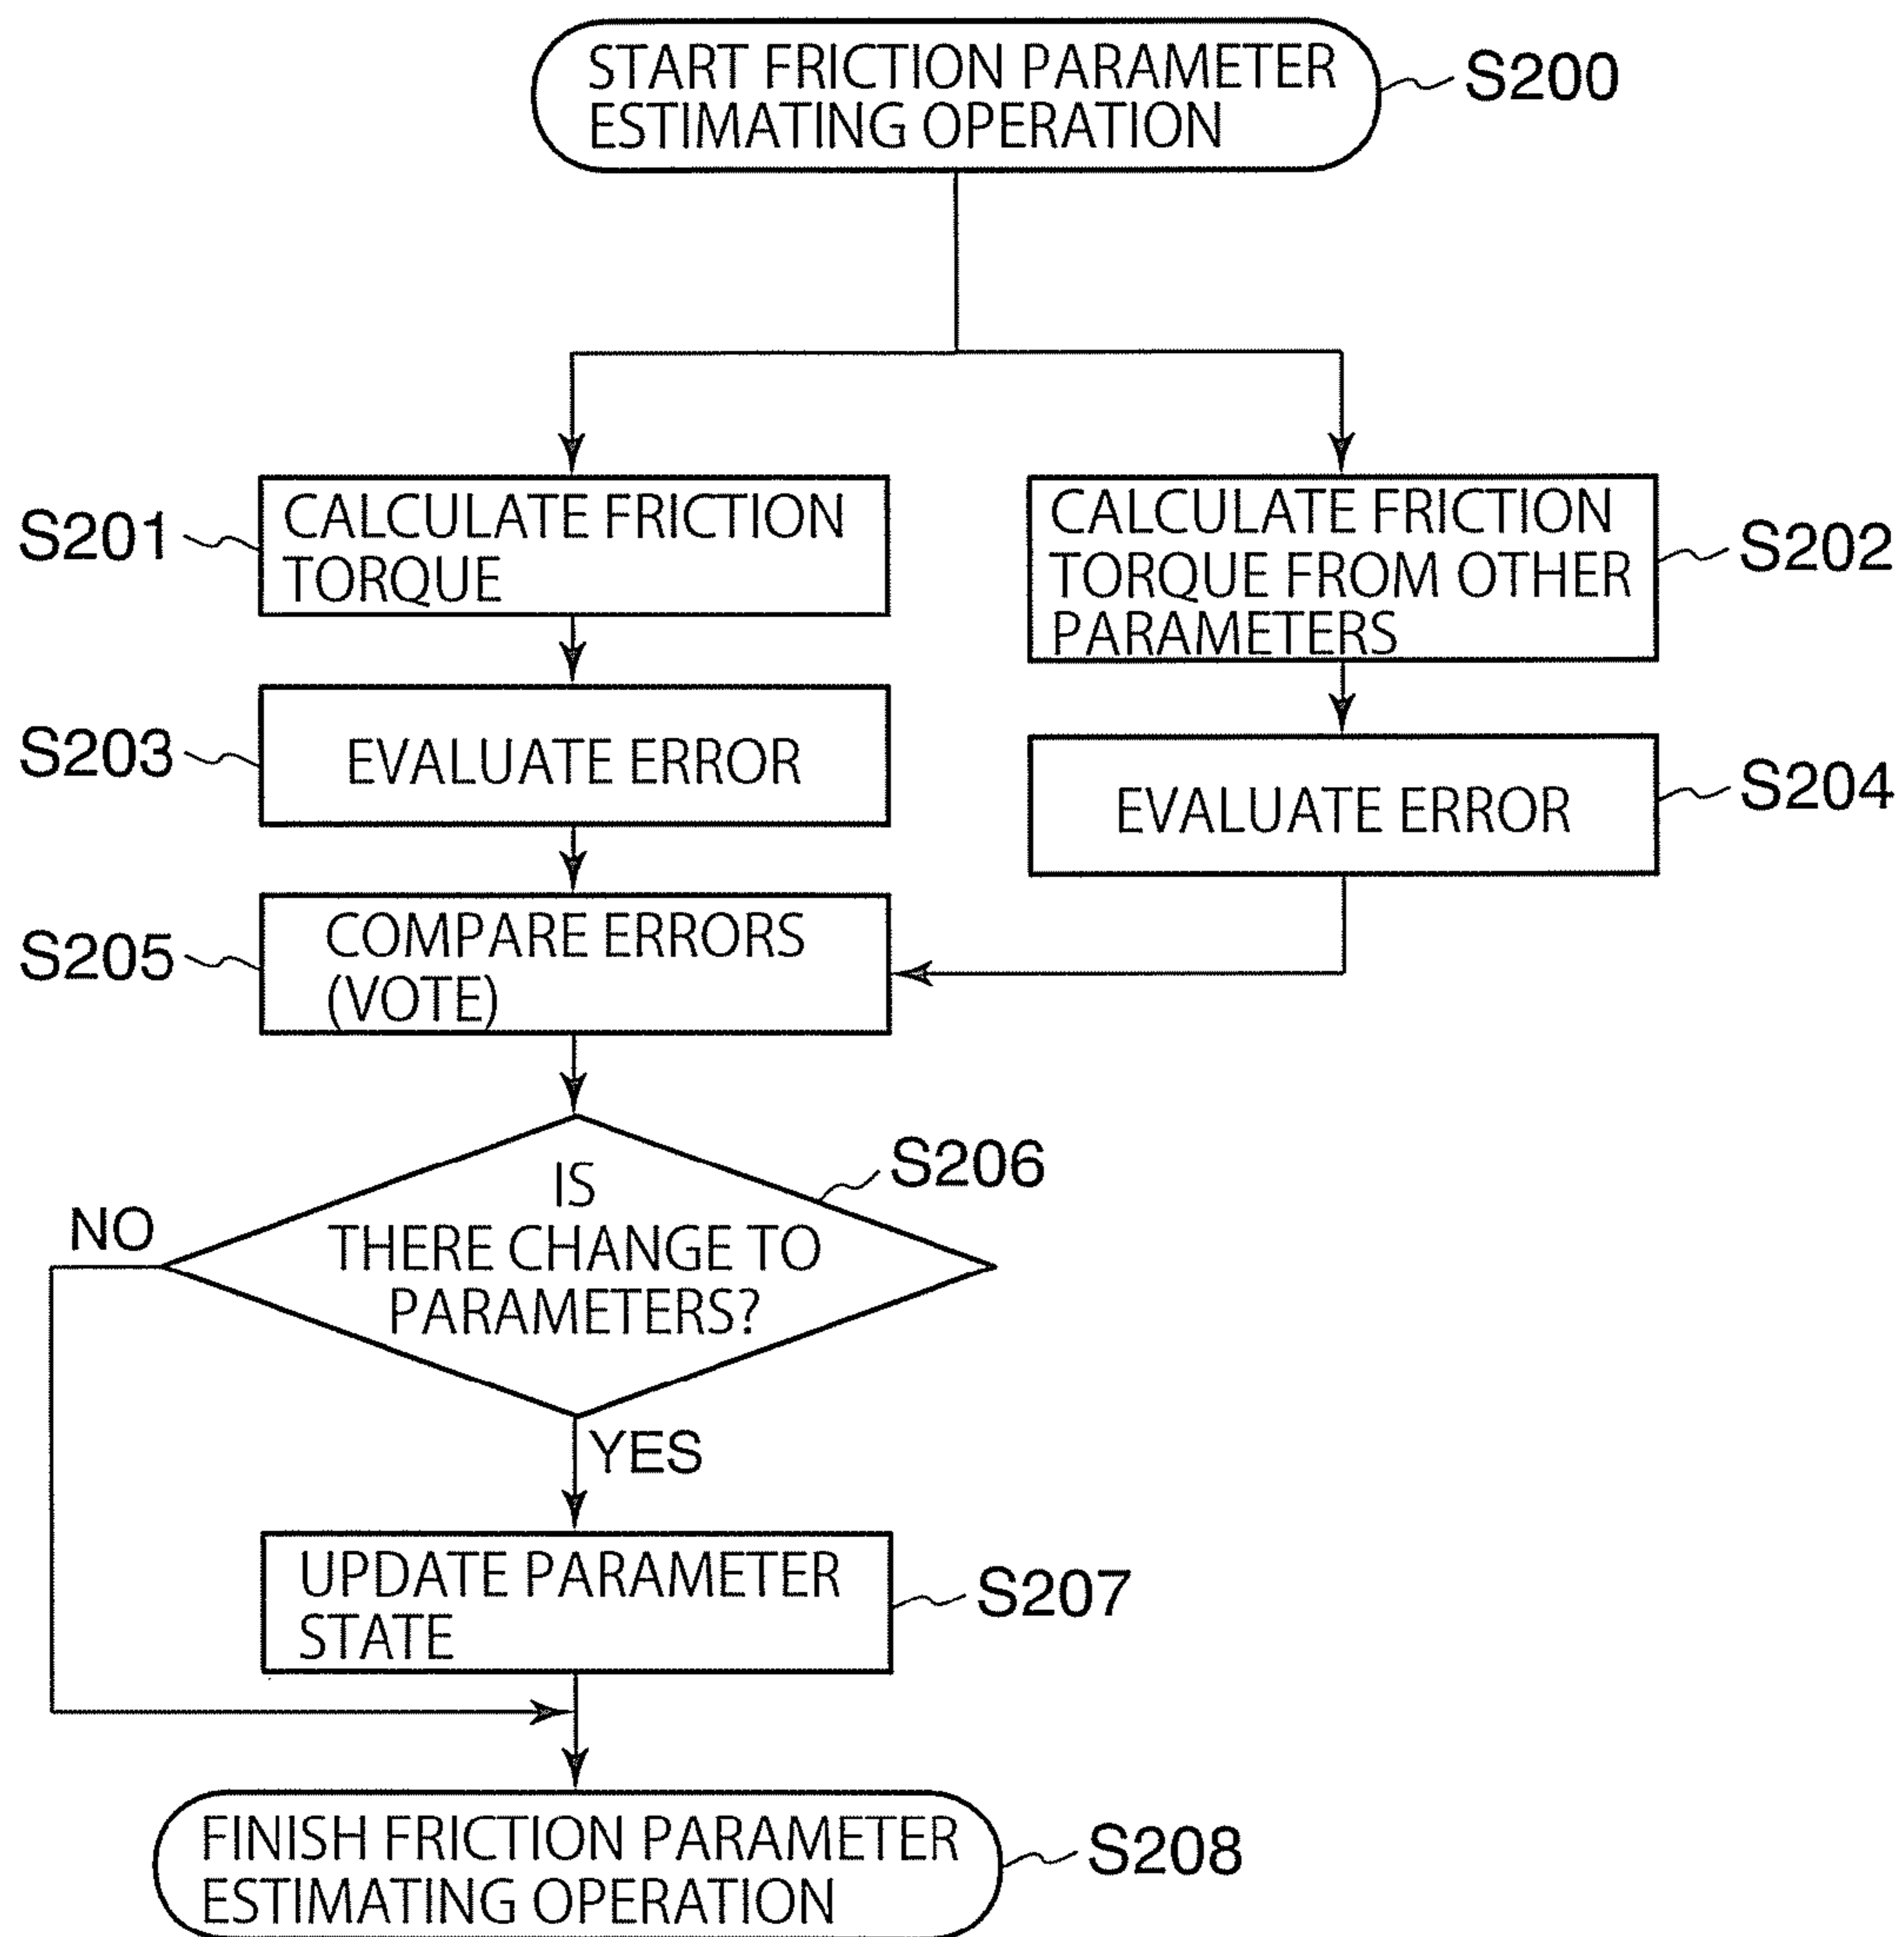 START FRICTION PARAMETER
ESTIMATING OPERATION
S200
S201
CALCULATE FRICTION
TORQUE
CALCULATE FRICTION
TORQUE FROM OTHER
PARAMETERS
S202
S203
EVALUATE ERROR
EVALUATE ERROR
S204
S205
COMPARE ERRORS
(VOTE)
IS
THERE CHANGE TO
PARAMETERS?
S206
NO
YES
UPDATE PARAMETER
STATE
S207
FINISH FRICTION PARAMETER
ESTIMATING OPERATION
S208